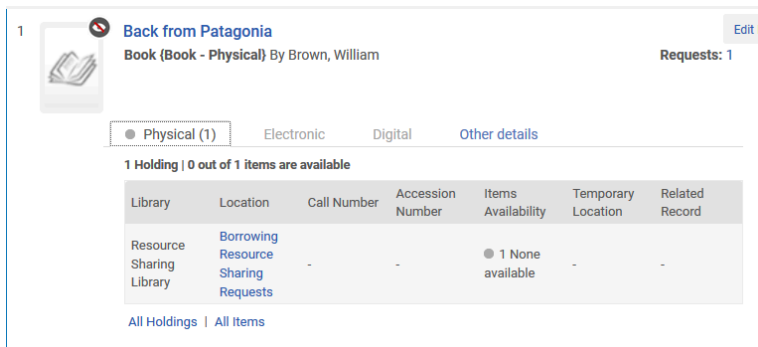 1
Back from Patagonia
Edit
Book {Book - Physical} By Brown, William
Requests: 1
Physical (1) Electronic Digital Other details
1 Holding | 0 out of 1 items are available
Library Location Call Number Accession Number Items Availability Temporary Location Related Record
Resource Sharing Library Borrowing Resource Sharing Requests - - 1 None available - -
All Holdings | All Items